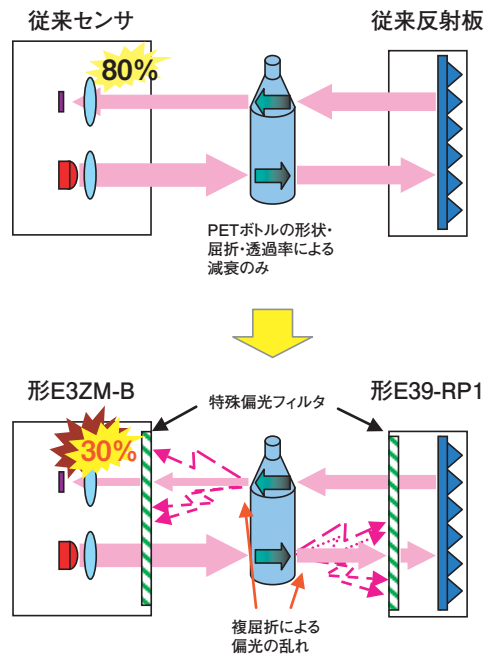 従来センサ
従来反射板
80%
PETボトルの形状・
屈折・透過率による
減衰のみ
形E3ZM-B
形E39-RP1
特殊偏光フィルタ
30%
複屈折による
偏光の乱れ